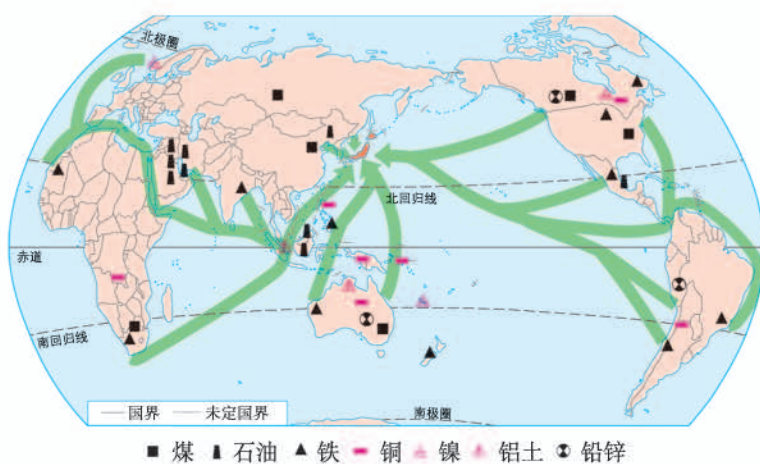 北极圈
北回归线
赤道
南回归线
国界 未定国界
南极圈
煤 石油 铁 铜 镍 铝土 铅锌